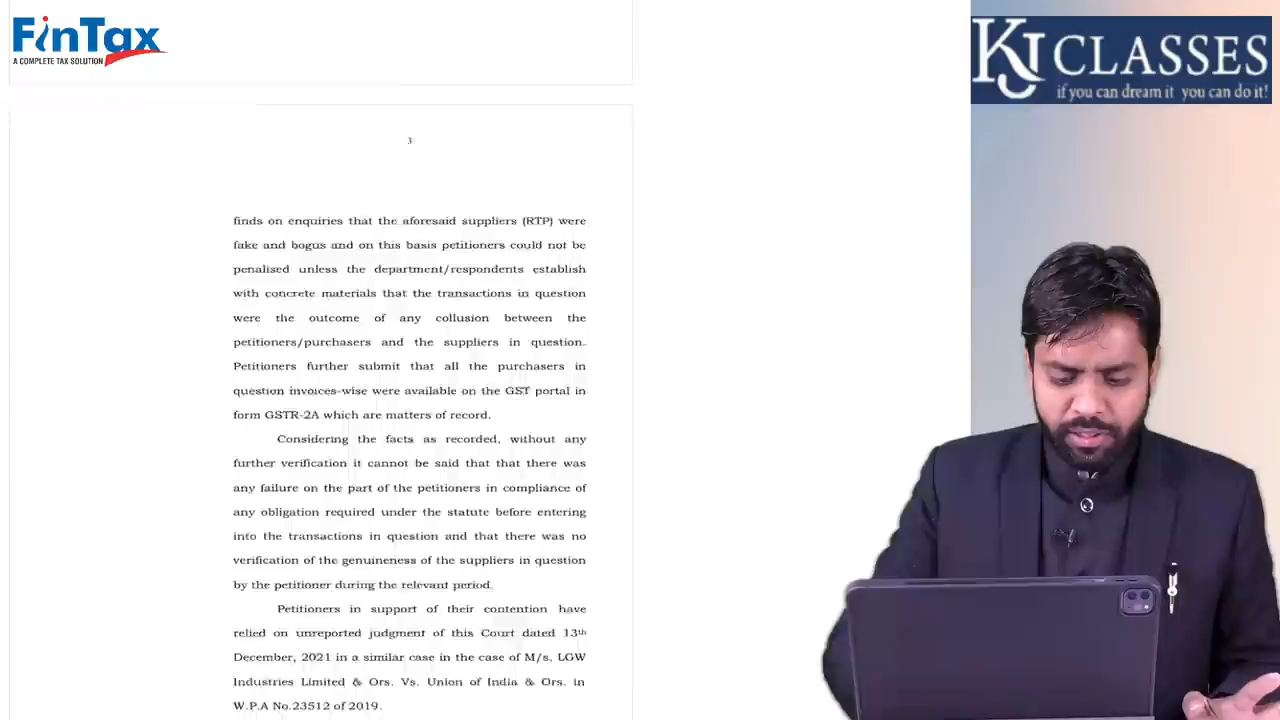 FinTax
A COMPLETE TAX SOLUTION
KJ CLASSES
if you can dream it you can do it!
3
finds on enquiries that the aforesaid suppliers (RTP) were
fake and bogus and on this basis petitioners could not be
penalised unless the department/respondents establish
with concrete materials that the transactions in question
were the outcome of any collusion between the
petitioners/purchasers and the suppliers in question.
Petitioners further submit that all the purchasers in
question invoices-wise were available on the GST portal in
form GSTR-2A which are matters of record.
Considering the facts as recorded, without any
further verification it cannot be said that that there was
any failure on the part of the petitioners in compliance of
any obligation required under the statute before entering
into the transactions in question and that there was no
verification of the genuineness of the suppliers in question
by the petitioner during the relevant period.
Petitioners in support of their contention have
relied on unreported judgment of this Court dated 13th
December, 2021 in a similar case in the case of M/s. LGW
Industries Limited & Ors. Vs. Union of India & Ors. in
W.P.A No.23512 of 2019.